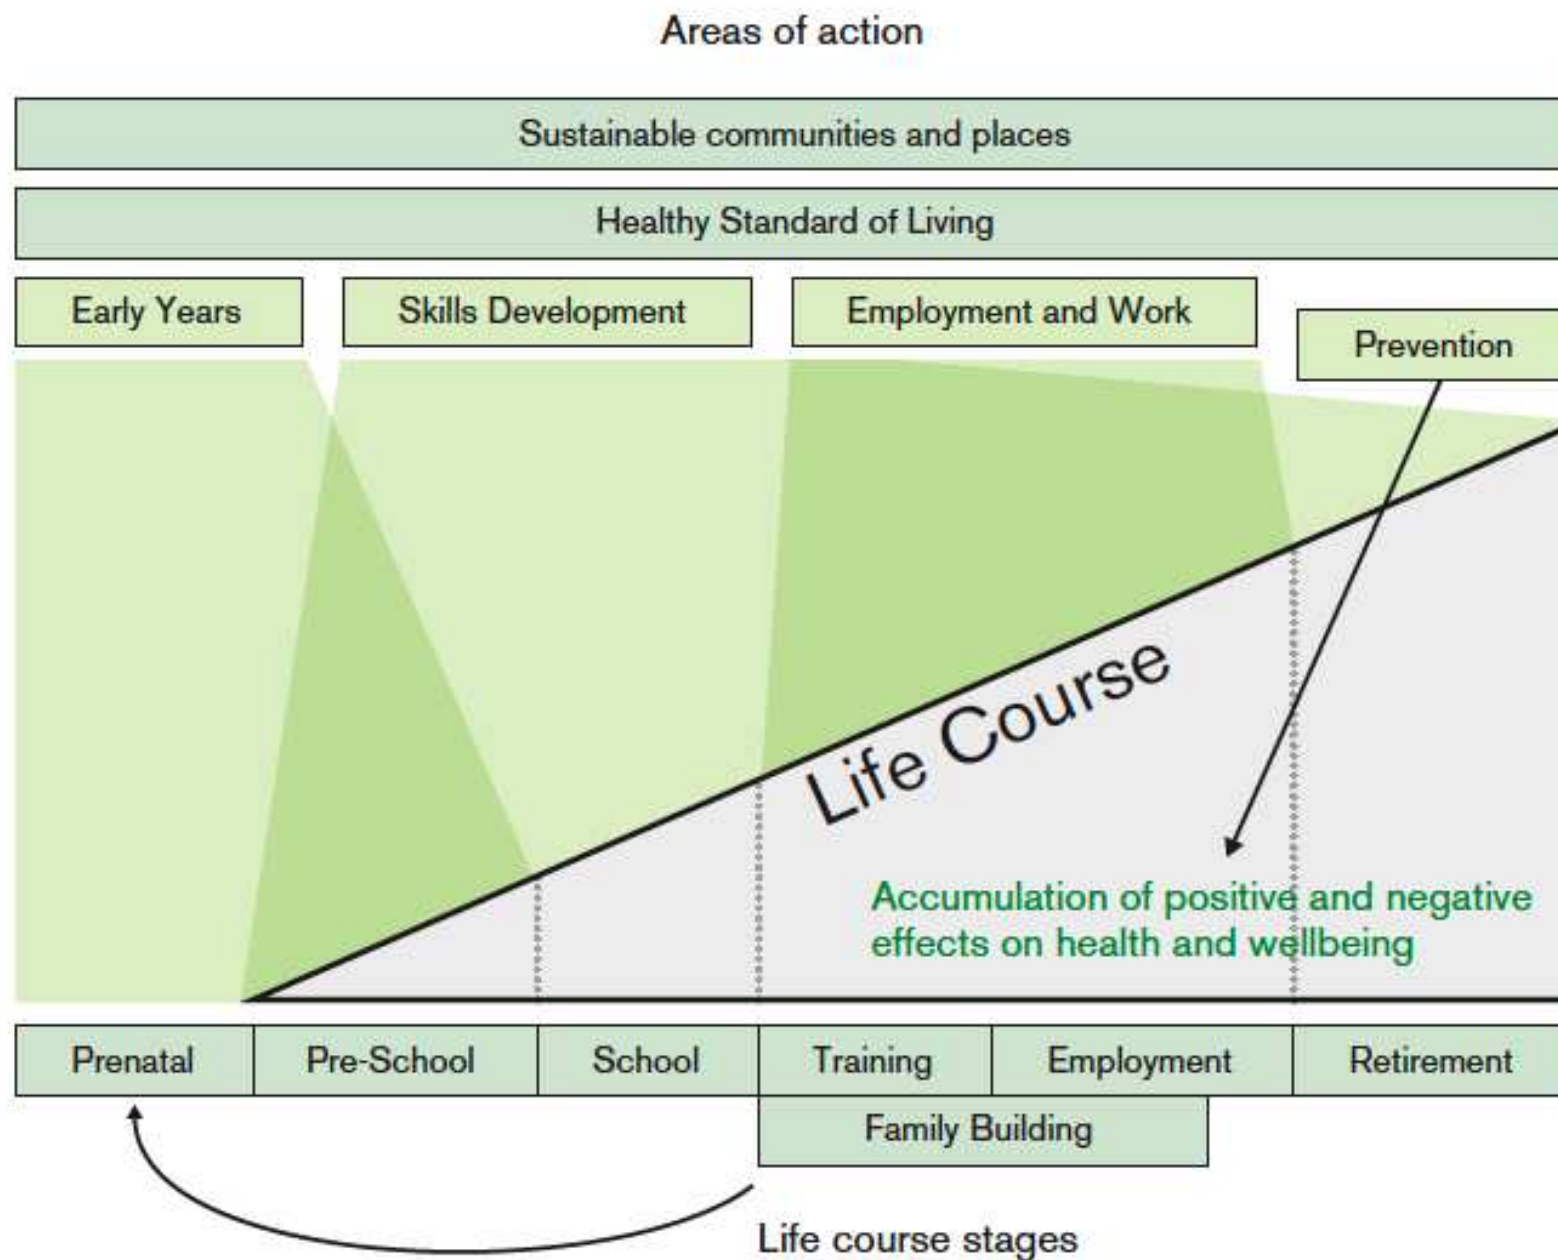 Areas of action
Sustainable communities and places
Healthy Standard of Living
Early Years
Skills Development
Employment and Work
Prevention
Life Course
Accumulation of positive and negative
effects on health and wellbeing
Prenatal
Pre-School
School
Training
Employment
Retirement
Family Building
Life course stages